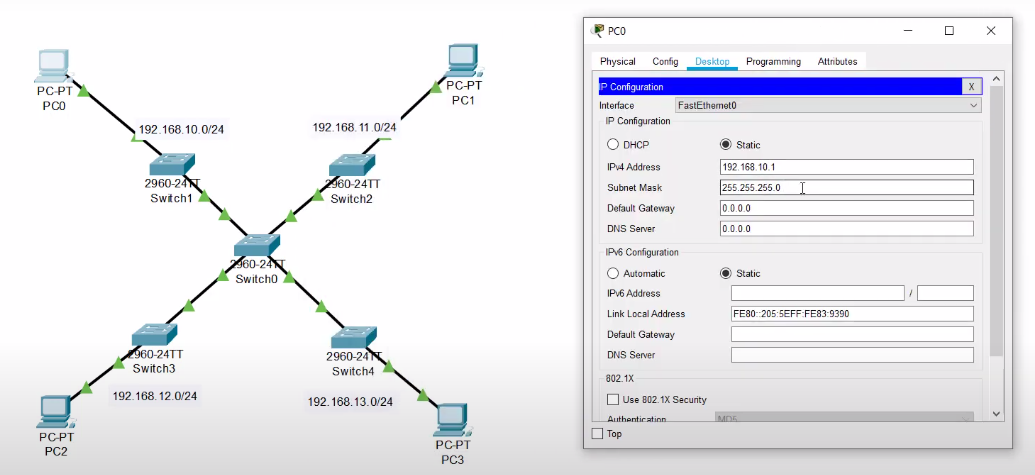 PC-PT
PC0
PC-PT
PC1
192.168.10.0/24
192.168.11.0/24
2960-24TT
Switch1
2960-24TT
Switch2
2960-24TT
Switch0
2960-24TT
Switch3
2960-24TT
Switch4
192.168.12.0/24
192.168.13.0/24
PC-PT
PC2
PC-PT
PC3
PC0
Physical Config Desktop Programming Attributes
IP Configuration X
Interface FastEthernet0
IP Configuration
DHCP Static
IPv4 Address 192.168.10.1
Subnet Mask 255.255.255.0
Default Gateway 0.0.0.0
DNS Server 0.0.0.0
IPv6 Configuration
Automatic Static
IPv6 Address /
Link Local Address FE80::205:5EFF:FE83:9390
Default Gateway
DNS Server
802.1X
Use 802.1X Security
Authentication MD5
Top